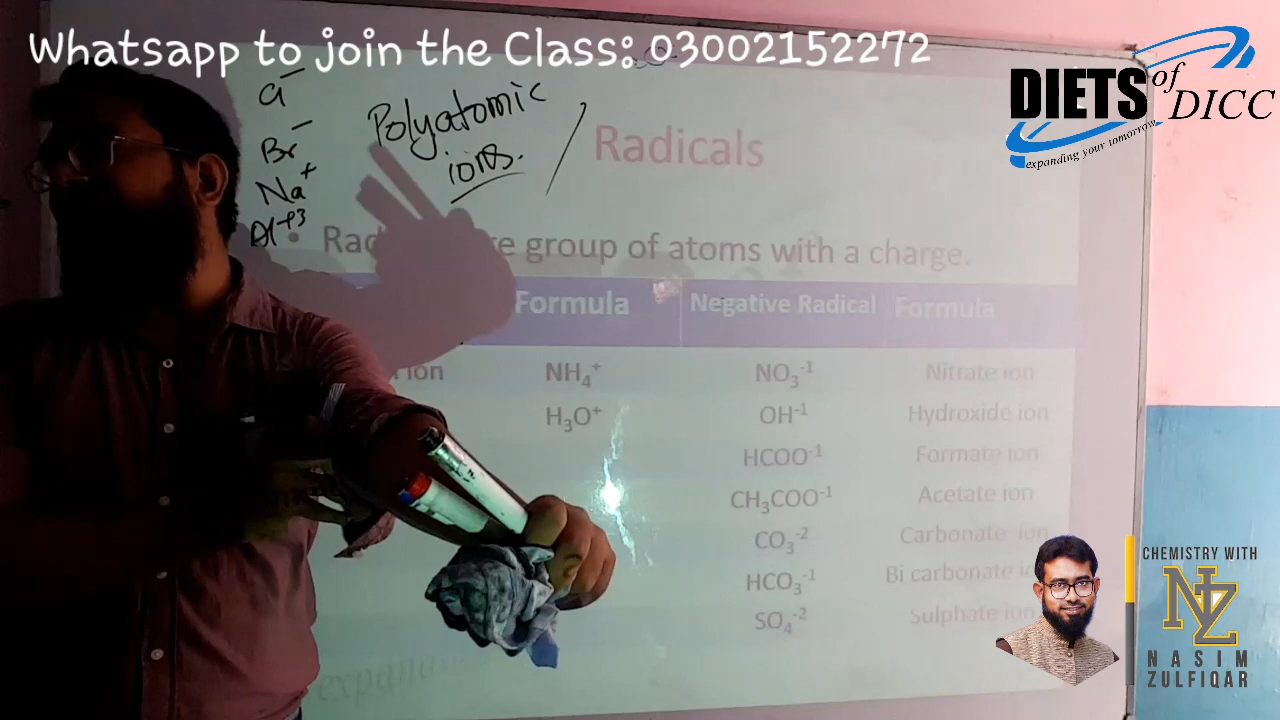 Whatsapp to join the Class: 03002152272
DIETS of DICC
expanding your tomorrow
Cl⁻
Br⁻
Na⁺
Al⁺³
Polyatomic
ions.
/ Radicals
• Rad re group of atoms with a charge.
Formula Negative Radical Formula
ion NH₄⁺ NO₃⁻¹ Nitrate ion
H₃O⁺ OH⁻¹ Hydroxide ion
HCOO⁻¹ Formate ion
CH₃COO⁻¹ Acetate ion
CO₃⁻² Carbonate ion
HCO₃⁻¹ Bi carbonate
SO₄⁻² Sulphate ion
CHEMISTRY WITH
NZ
NASIM
ZULFIQAR